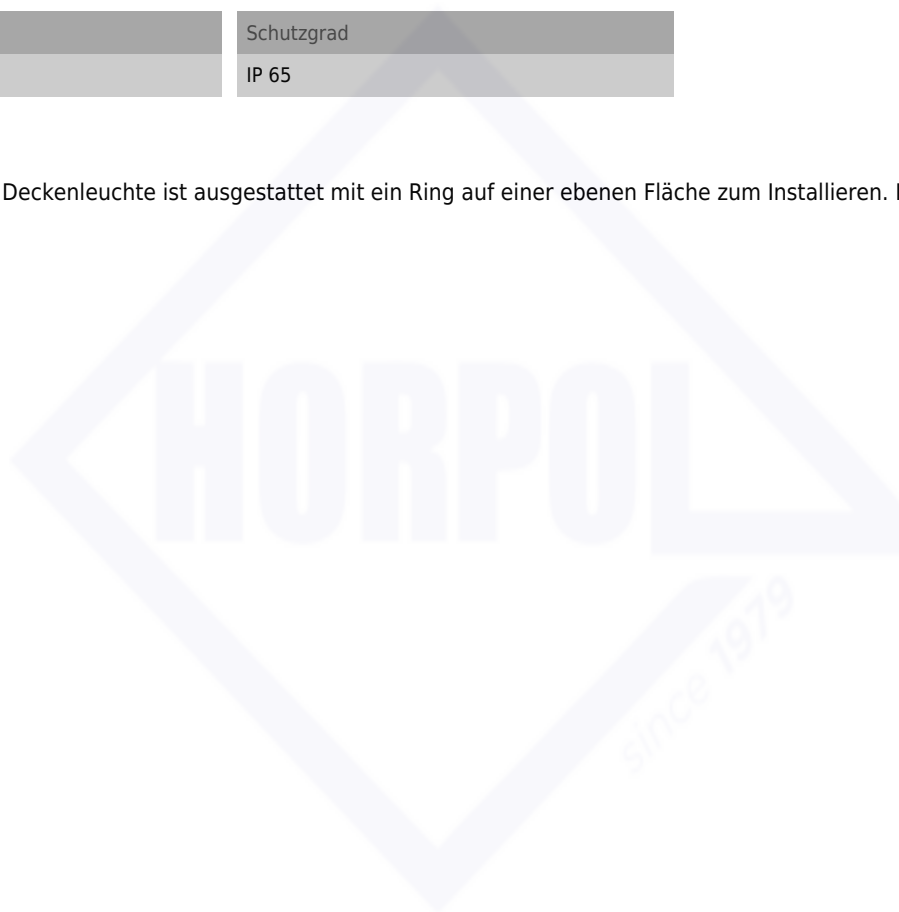 Schutzgrad
IP 65
Deckenleuchte ist ausgestattet mit ein Ring auf einer ebenen Fläche zum Installieren.
HORPOL
since 1979